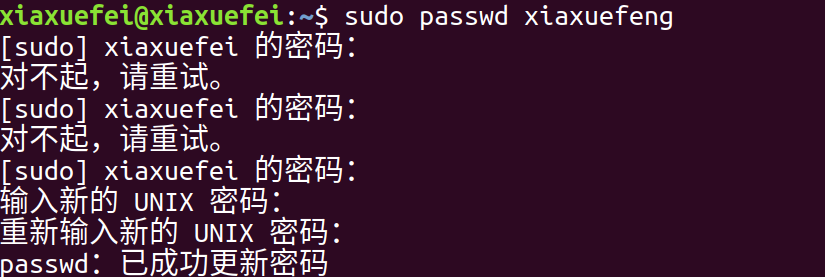 xiaxuefei@xiaxuefei:~$ sudo passwd xiaxuefeng
[sudo] xiaxuefei 的密码：
对不起，请重试。
[sudo] xiaxuefei 的密码：
对不起，请重试。
[sudo] xiaxuefei 的密码：
输入新的 UNIX 密码：
重新输入新的 UNIX 密码：
passwd：已成功更新密码